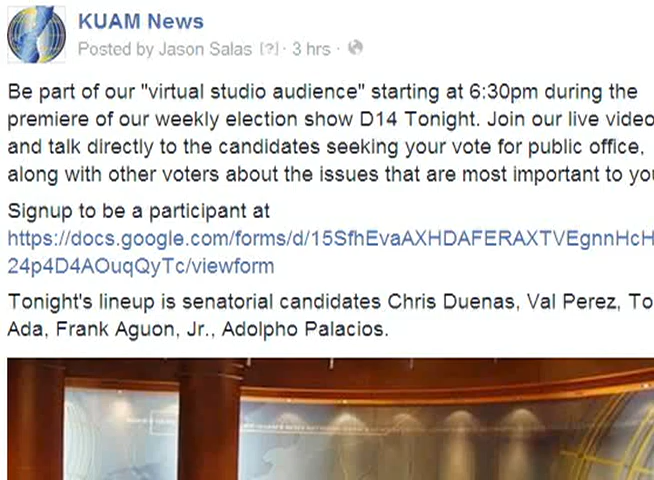 KUAM News
Posted by Jason Salas [?] · 3 hrs ·
Be part of our "virtual studio audience" starting at 6:30pm during the
premiere of our weekly election show D14 Tonight. Join our live video
and talk directly to the candidates seeking your vote for public office,
along with other voters about the issues that are most important to
Signup to be a participant at
https://docs.google.com/forms/d/15SfhEvaAXHDAFERAXTVEgnnHcH
24p4D4AOuqQyTc/viewform
Tonight's lineup is senatorial candidates Chris Duenas, Val Perez, To
Ada, Frank Aguon, Jr., Adolpho Palacios.